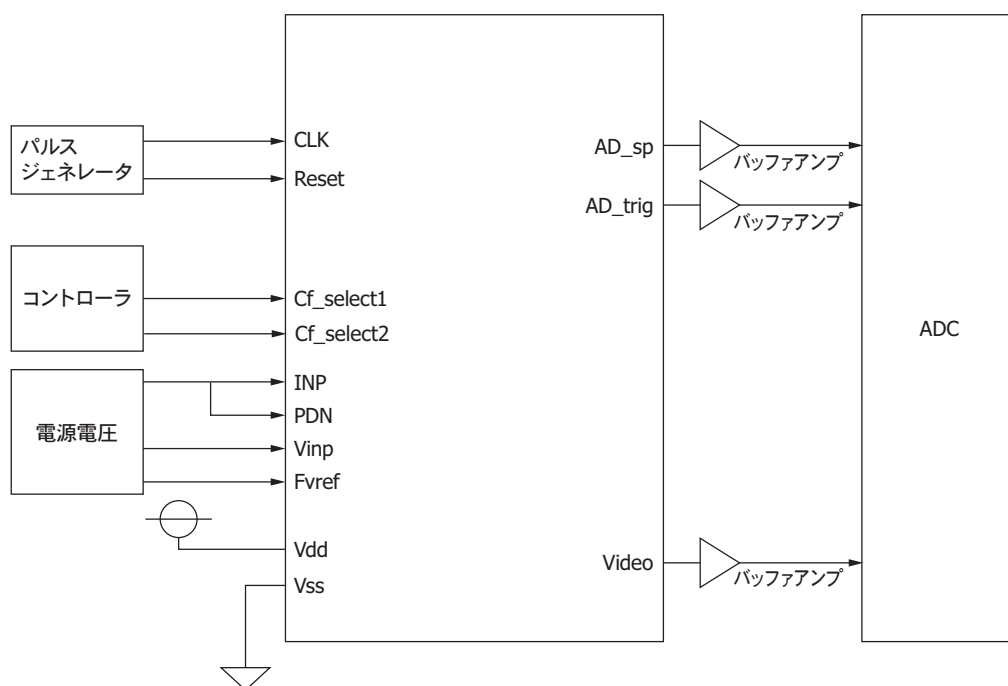 パルス
ジェネレータ
CLK
Reset
コントローラ
Cf_select1
Cf_select2
電源電圧
INP
PDN
Vinp
Fvref
Vdd
Vss
AD_sp
バッファアンプ
AD_trig
バッファアンプ
Video
バッファアンプ
ADC